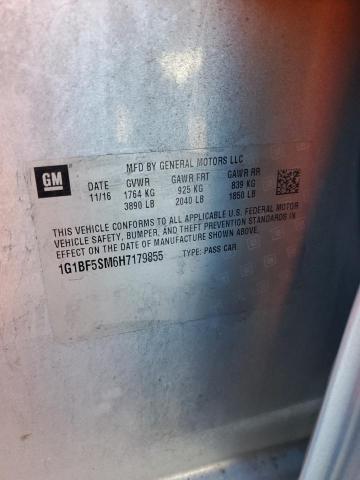 MFD BY GENERAL MOTORS LLC
GM
DATE GVWR GAWR FRT GAWR RR
11/16 1764 KG 925 KG 839 KG
3890 LB 2040 LB 1850 LB
THIS VEHICLE CONFORMS TO ALL APPLICABLE U.S. FEDERAL MOTOR
VEHICLE SAFETY, BUMPER, AND THEFT PREVENTION STANDARDS IN
EFFECT ON THE DATE OF MANUFACTURE SHOWN ABOVE.
1G1BF5SM6H7179855 TYPE: PASS CAR